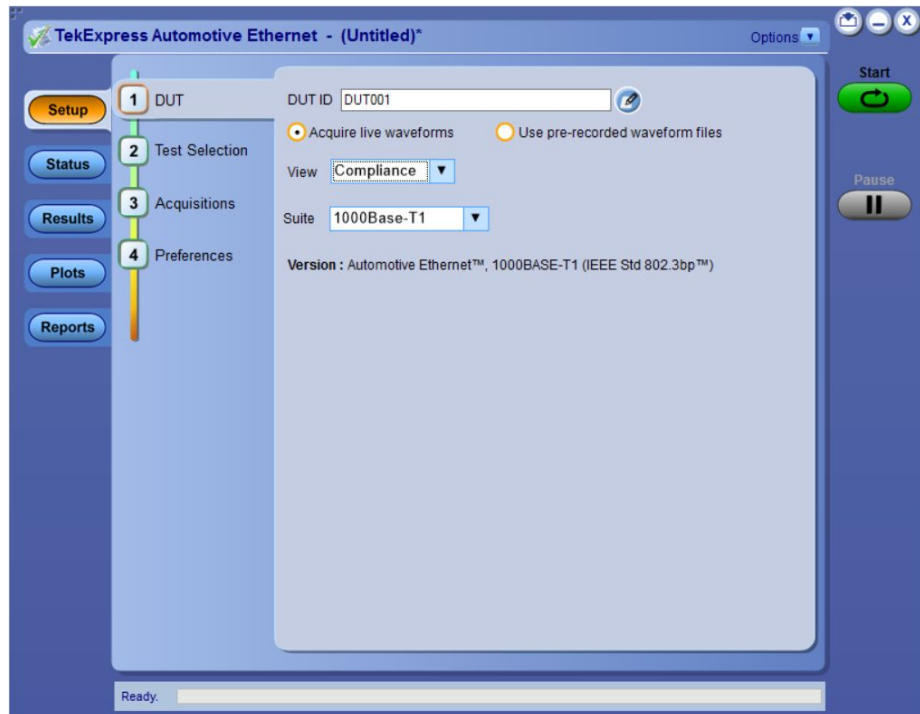 TekExpress Automotive Ethernet - (Untitled)*
Options
Start
Pause
Setup
Status
Results
Plots
Reports
1 DUT
2 Test Selection
3 Acquisitions
4 Preferences
DUT ID DUT001
Acquire live waveforms Use pre-recorded waveform files
View Compliance
Suite 1000Base-T1
Version : Automotive Ethernet™, 1000BASE-T1 (IEEE Std 802.3bp™)
Ready.